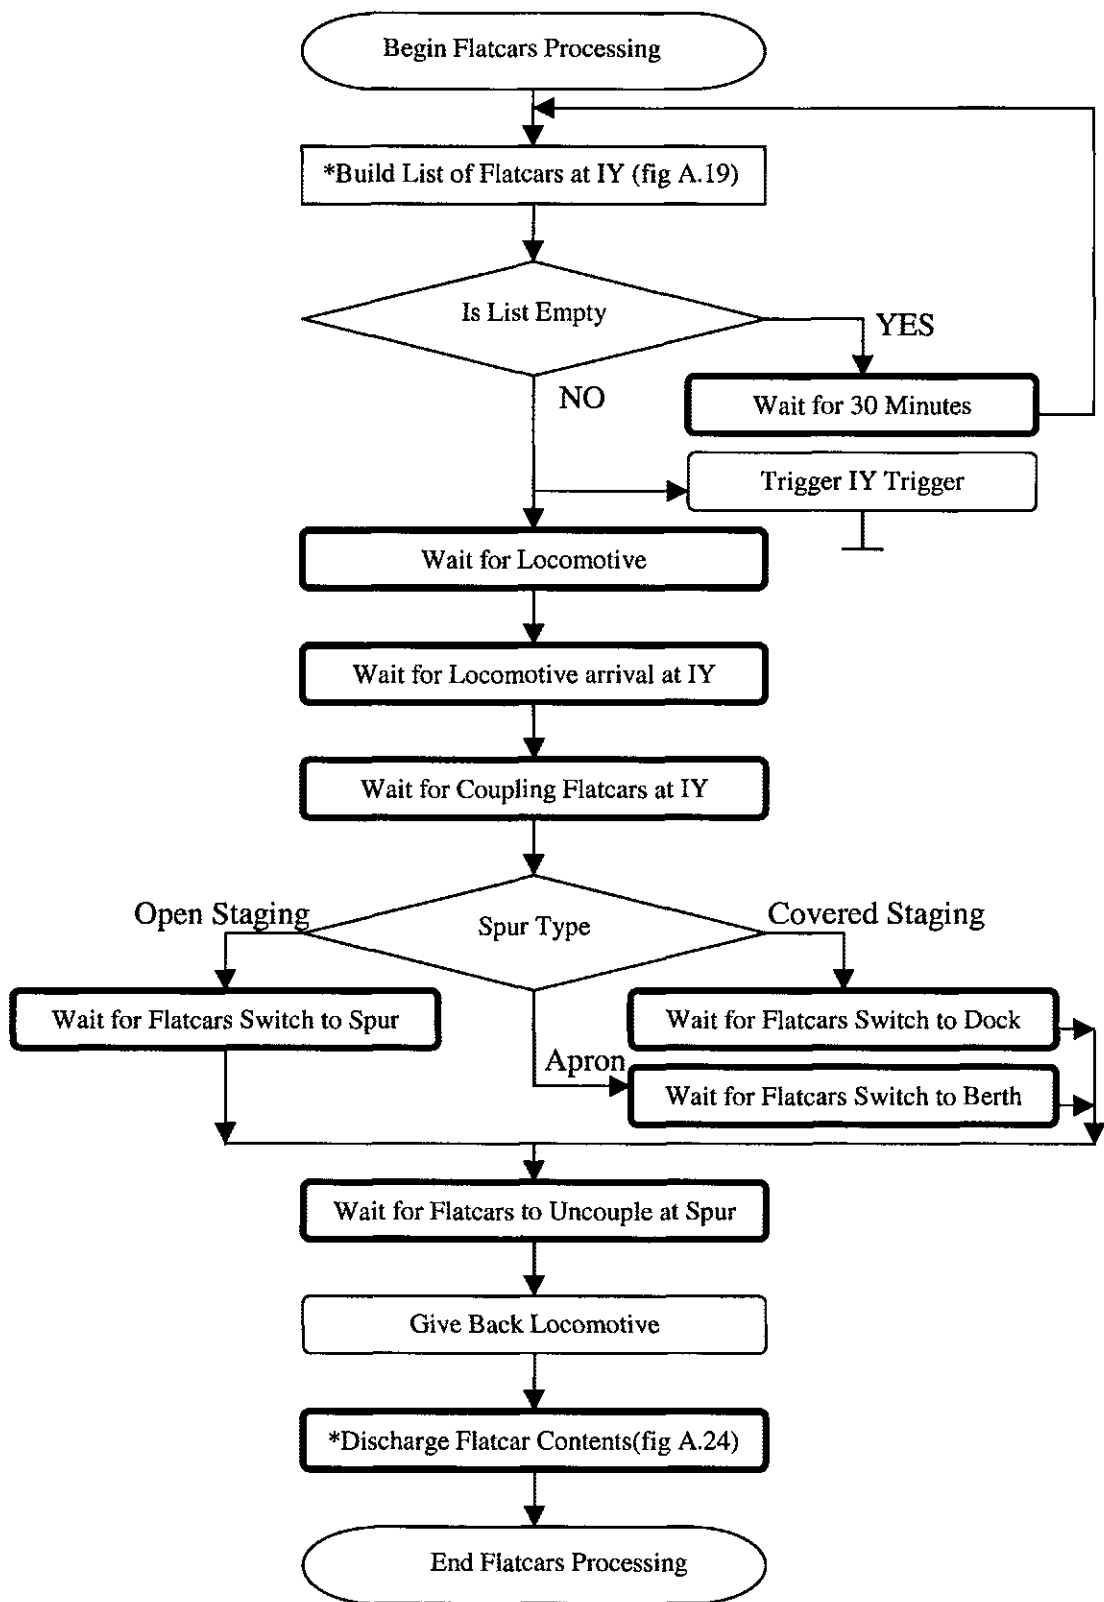 Begin Flatcars Processing
*Build List of Flatcars at IY (fig A.19)
Is List Empty
YES
NO
Wait for 30 Minutes
Trigger IY Trigger
Wait for Locomotive
Wait for Locomotive arrival at IY
Wait for Coupling Flatcars at IY
Open Staging
Spur Type
Covered Staging
Wait for Flatcars Switch to Spur
Wait for Flatcars Switch to Dock
Apron
Wait for Flatcars Switch to Berth
Wait for Flatcars to Uncouple at Spur
Give Back Locomotive
*Discharge Flatcar Contents(fig A.24)
End Flatcars Processing